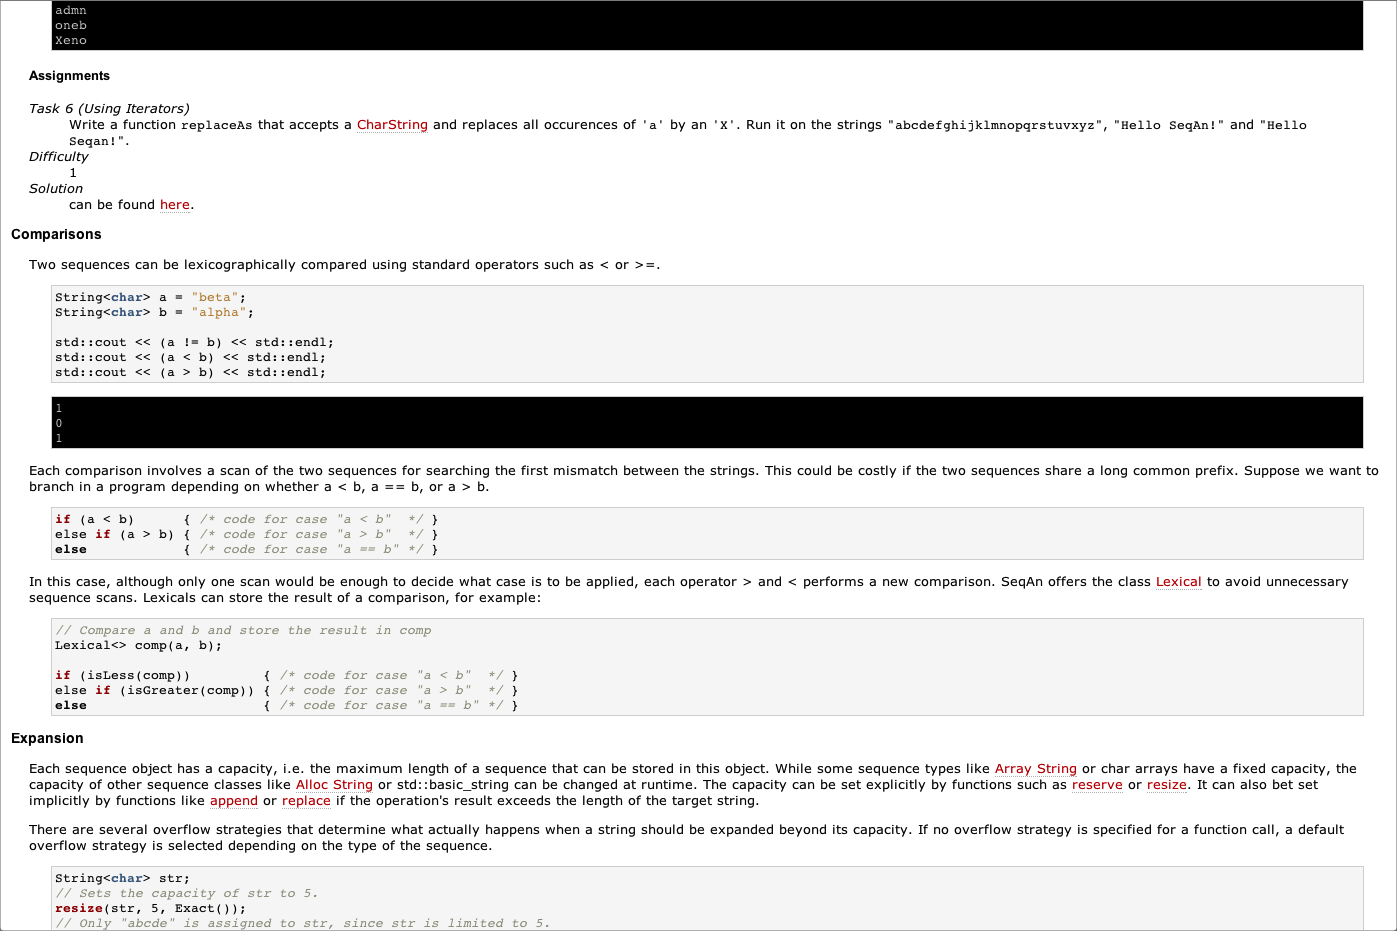 admn
oneb
Xeno
Assignments
Task 6 (Using Iterators)
Write a function replaceAs that accepts a CharString and replaces all occurences of 'a' by an 'X'. Run it on the strings "abcdefghijklmnopqrstuvxyz", "Hello SeqAn!" and "Hello
Seqan!".
Difficulty
1
Solution
can be found here.
Comparisons
Two sequences can be lexicographically compared using standard operators such as < or >=.
String<char> a = "beta";
String<char> b = "alpha";
std::cout << (a != b) << std::endl;
std::cout << (a < b) << std::endl;
std::cout << (a > b) << std::endl;
1
0
1
Each comparison involves a scan of the two sequences for searching the first mismatch between the strings. This could be costly if the two sequences share a long common prefix. Suppose we want to
branch in a program depending on whether a < b, a == b, or a > b.
if (a < b)      { /* code for case "a < b"  */ }
else if (a > b) { /* code for case "a > b"  */ }
else            { /* code for case "a == b" */ }
In this case, although only one scan would be enough to decide what case is to be applied, each operator > and < performs a new comparison. SeqAn offers the class Lexical to avoid unnecessary
sequence scans. Lexicals can store the result of a comparison, for example:
// Compare a and b and store the result in comp
Lexical<> comp(a, b);
if (isLess(comp))         { /* code for case "a < b"  */ }
else if (isGreater(comp)) { /* code for case "a > b"  */ }
else                      { /* code for case "a == b" */ }
Expansion
Each sequence object has a capacity, i.e. the maximum length of a sequence that can be stored in this object. While some sequence types like Array String or char arrays have a fixed capacity, the
capacity of other sequence classes like Alloc String or std::basic_string can be changed at runtime. The capacity can be set explicitly by functions such as reserve or resize. It can also bet set
implicitly by functions like append or replace if the operation's result exceeds the length of the target string.
There are several overflow strategies that determine what actually happens when a string should be expanded beyond its capacity. If no overflow strategy is specified for a function call, a default
overflow strategy is selected depending on the type of the sequence.
String<char> str;
// Sets the capacity of str to 5.
resize(str, 5, Exact());
// Only "abcde" is assigned to str, since str is limited to 5.